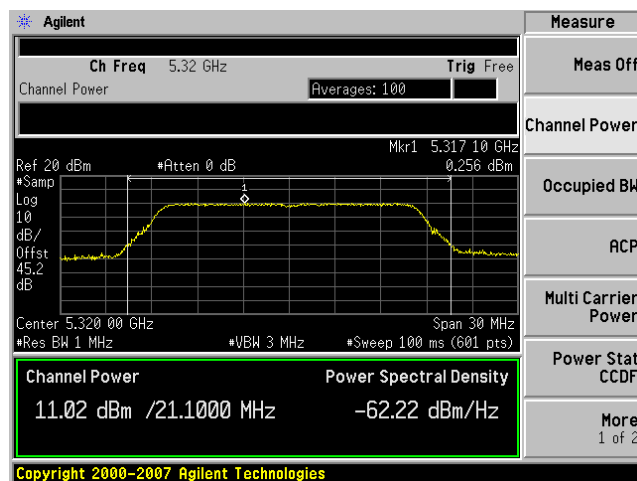 Agilent
Measure
Ch Freq 5.32 GHz Trig Free
Channel Power Averages: 100
Mkr1 5.317 10 GHz
Ref 20 dBm #Atten 0 dB 0.256 dBm
#Samp
Log
10
dB/
Offst
45.2
dB
1
Center 5.320 00 GHz Span 30 MHz
#Res BW 1 MHz #VBW 3 MHz #Sweep 100 ms (601 pts)
Channel Power Power Spectral Density
11.02 dBm /21.1000 MHz -62.22 dBm/Hz
Copyright 2000-2007 Agilent Technologies
Meas Off
Channel Power
Occupied BW
ACP
Multi Carrier
Power
Power Stat
CCDF
More
1 of 2